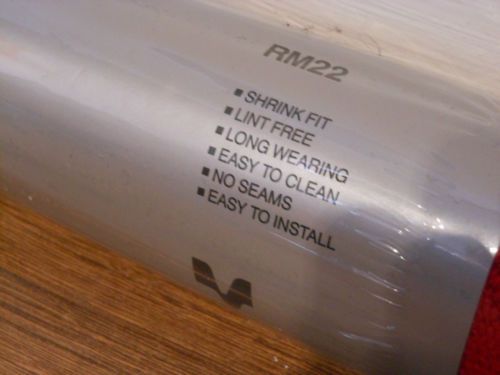 RM22
▪ SHRINK FIT
▪ LINT FREE
▪ LONG WEARING
▪ EASY TO CLEAN
▪ NO SEAMS
▪ EASY TO INSTALL